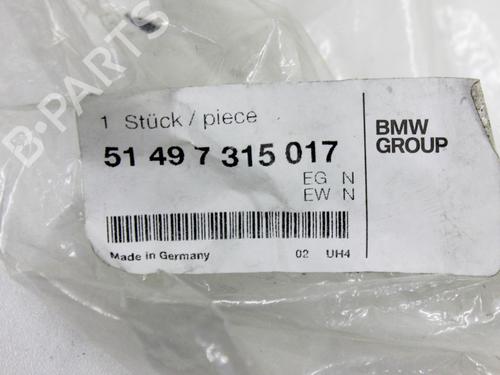 1 Stück / piece
51 49 7 315 017
EG N
EW N
Made in Germany 02 UH4
BMW
GROUP
B-PARTS